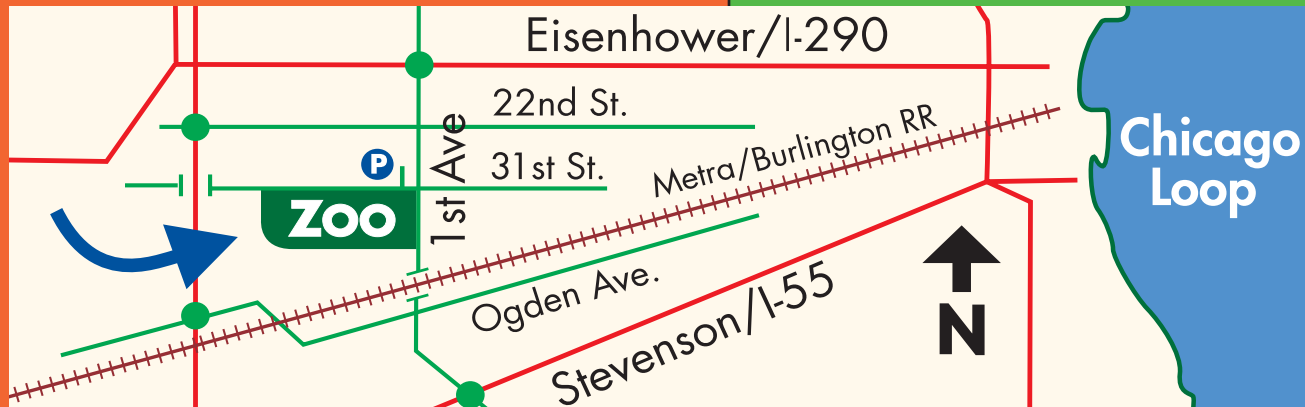 Eisenhower/I-290
22nd St.
1st Ave
P
31st St.
Metra/Burlington RR
Chicago
Loop
ZOO
Ogden Ave.
Stevenson/I-55
N